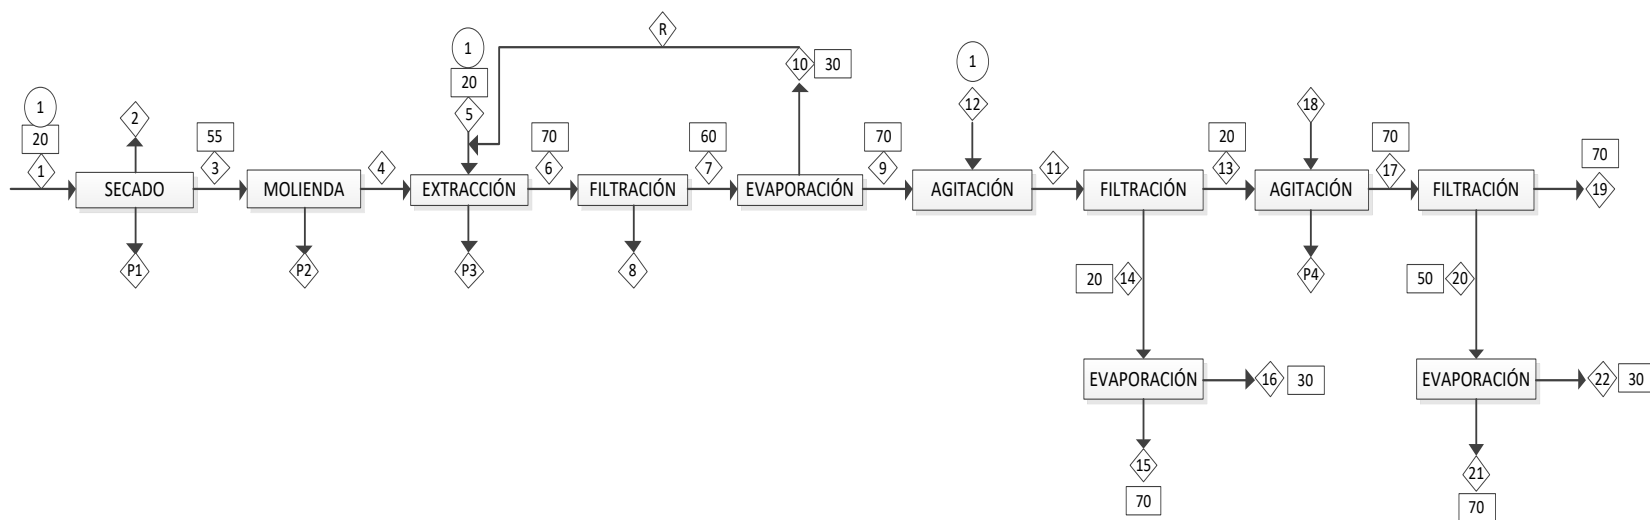 R
1
1
10
30
1
20
1
2
5
12
18
20
55
70
60
70
20
70
70
1
3
4
6
7
9
11
13
17
19
SECADO
MOLIENDA
EXTRACCIÓN
FILTRACIÓN
EVAPORACIÓN
AGITACIÓN
FILTRACIÓN
AGITACIÓN
FILTRACIÓN
P1
P2
P3
8
20
14
P4
50
20
EVAPORACIÓN
16
30
EVAPORACIÓN
22
30
15
70
21
70